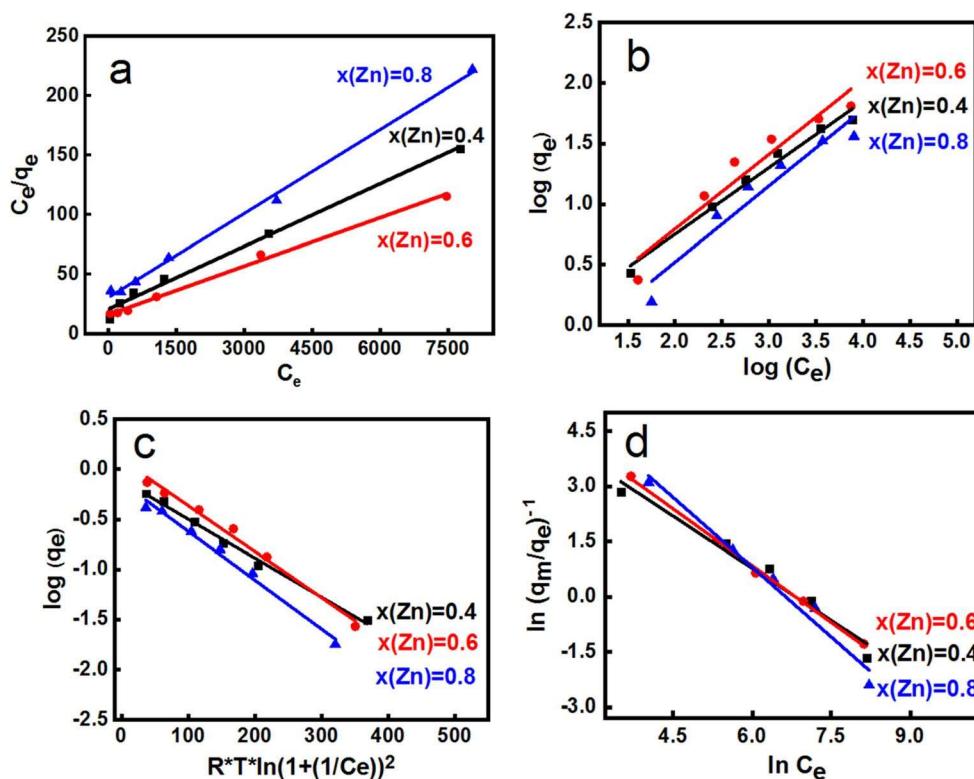 a
x(Zn)=0.8
x(Zn)=0.4
x(Zn)=0.6
250
200
150
100
50
0
0 1500 3000 4500 6000 7500
Cₑ/qₑ
Cₑ
b
x(Zn)=0.6
x(Zn)=0.4
x(Zn)=0.8
2.5
2.0
1.5
1.0
0.5
0.0
1.5 2.0 2.5 3.0 3.5 4.0 4.5 5.0
log (qₑ)
log (Cₑ)
c
x(Zn)=0.4
x(Zn)=0.6
x(Zn)=0.8
0.5
0.0
-0.5
-1.0
-1.5
-2.0
-2.5
0 100 200 300 400 500
log (qₑ)
R*T*ln(1+(1/Ce))²
d
x(Zn)=0.6
x(Zn)=0.4
x(Zn)=0.8
4.5
3.0
1.5
0.0
-1.5
-3.0
4.5 6.0 7.5 9.0
ln (qₘ/qₑ)⁻¹
ln Cₑ